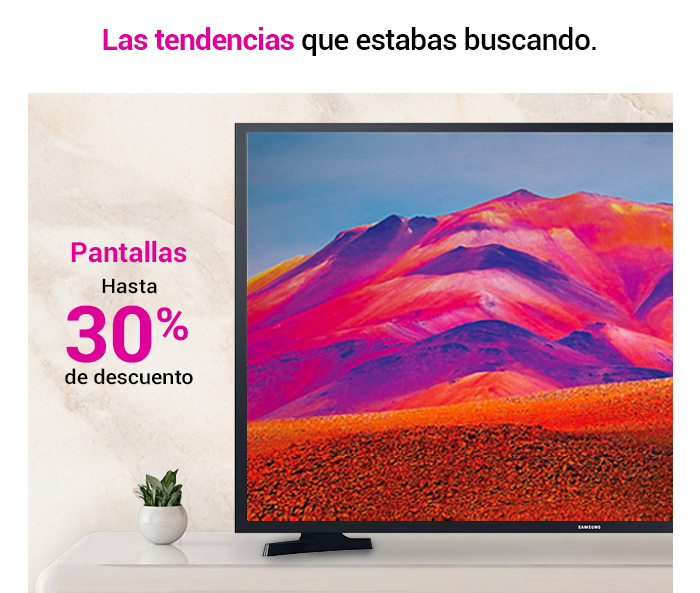 Las tendencias que estabas buscando.
Pantallas
Hasta
30%
de descuento
SAMSUNG